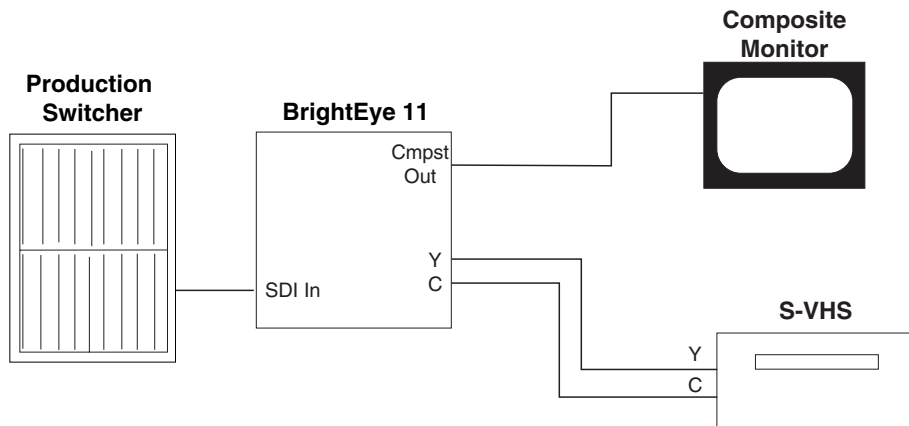 Composite
Monitor
Production
Switcher
BrightEye 11
Cmpst
Out
Y
C
SDI In
S-VHS
Y
C